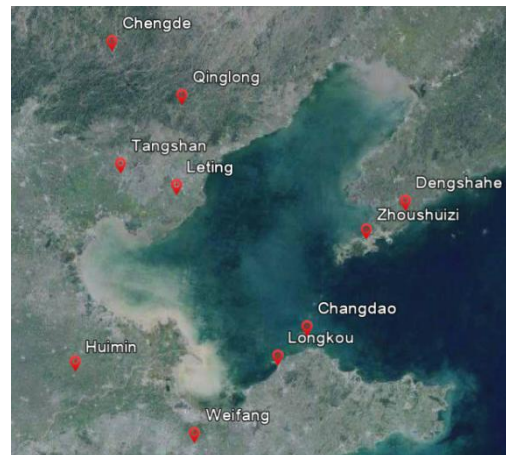 Chengde
Qinglong
Tangshan
Leting
Dengshahe
Zhoushuizi
Changdao
Longkou
Huimin
Weifang